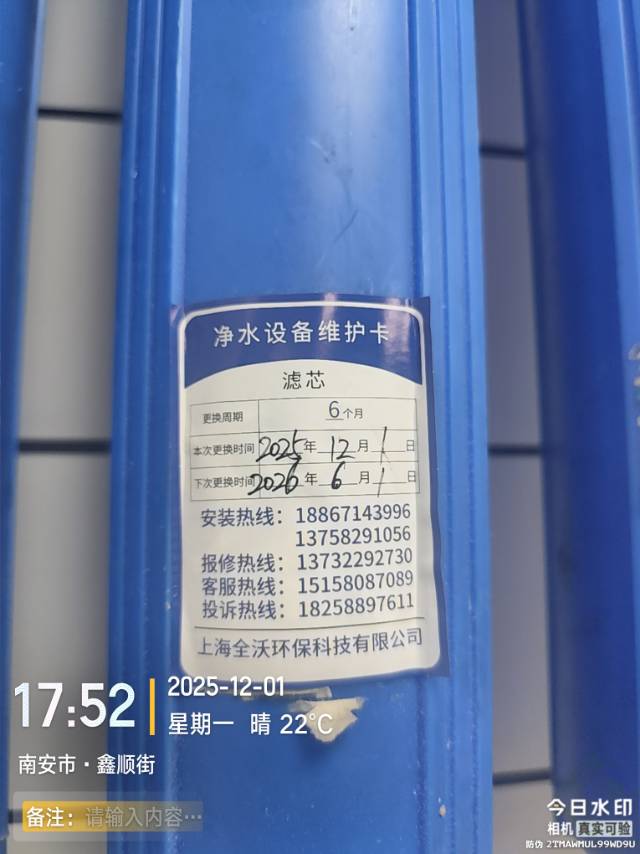 净水设备维护卡
滤芯
更换周期 6个月
本次更换时间 2025年12月1日
下次更换时间 2026年6月1日
安装热线：18867143996
13758291056
报修热线：13732292730
客服热线：15158087089
投诉热线：18258897611
上海全沃环保科技有限公司
17:52
2025-12-01
星期一 晴 22℃
南安市·鑫顺街
备注：请输入内容···
今日水印
相机 真实可验
防伪 2TMAWMUL99WD9U